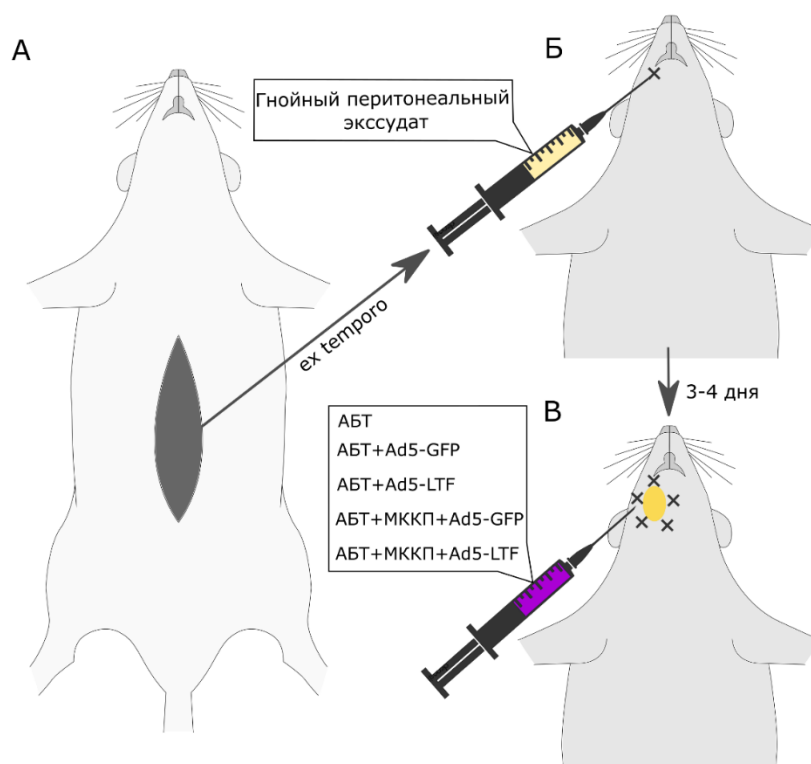 А
Б
Гнойный перитонеальный
экссудат
ex temporo
3-4 дня
В
АБТ
АБТ+Ad5-GFP
АБТ+Ad5-LTF
АБТ+МККП+Ad5-GFP
АБТ+МККП+Ad5-LTF